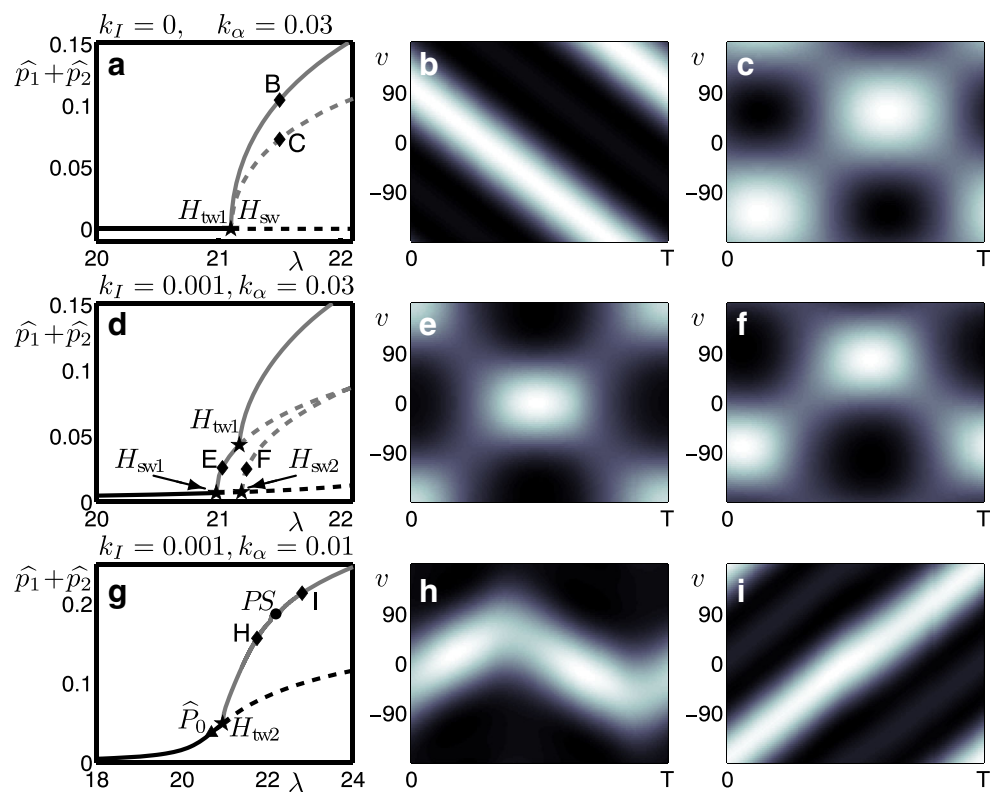 k_I = 0, k_α = 0.03
a
0.15
p̂₁+p̂₂
0.1
0.05
0
B
C
H_tw1
H_sw
20
21
λ
22
b
v
90
0
−90
0
T
c
v
90
0
−90
0
T
k_I = 0.001, k_α = 0.03
d
0.15
p̂₁+p̂₂
0.1
0.05
0
H_tw1
H_sw1
E
F
H_sw2
20
21
λ
22
e
v
90
0
−90
0
T
f
v
90
0
−90
0
T
k_I = 0.001, k_α = 0.01
g
p̂₁+p̂₂
0.2
0.1
0
PS
I
H
P̂₀
H_tw2
18
20
22
λ
24
h
v
90
0
−90
0
T
i
v
90
0
−90
0
T